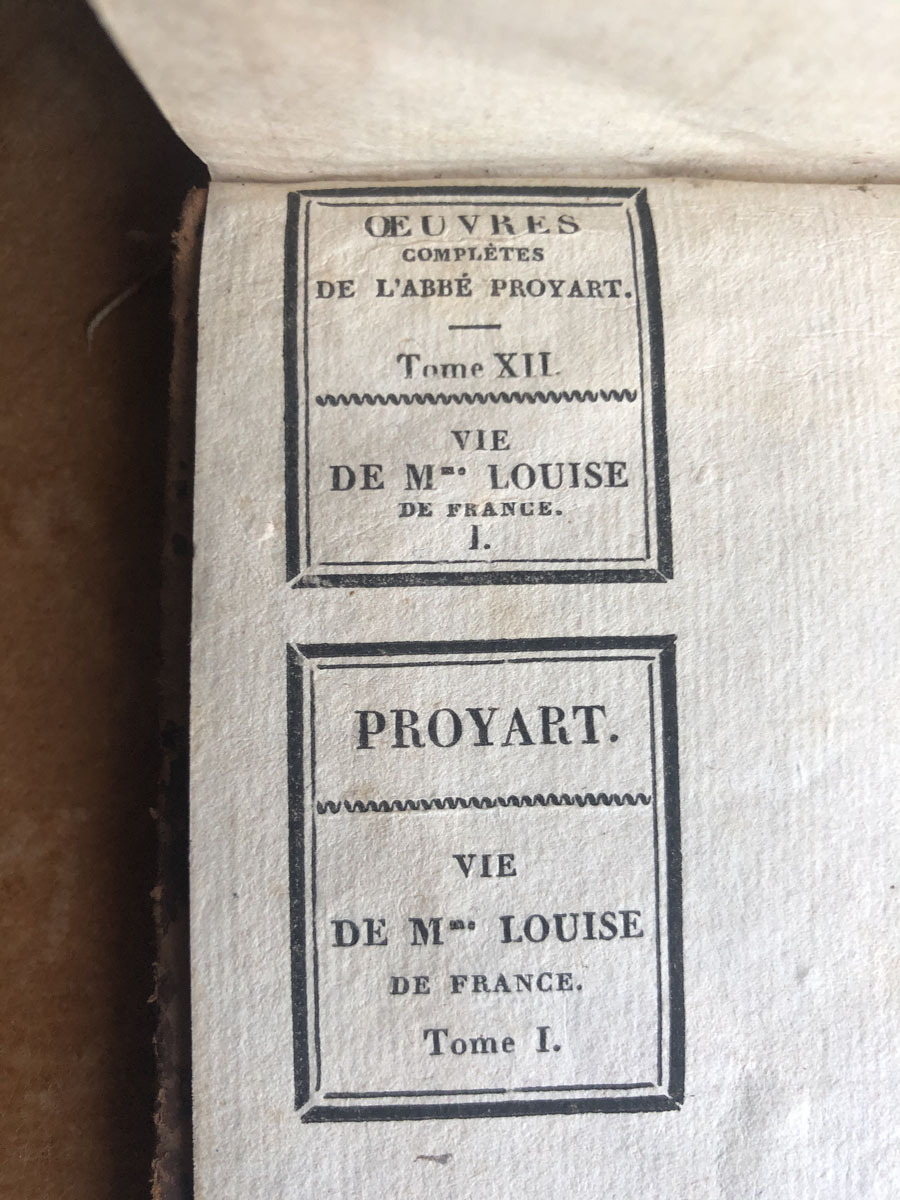 ŒUVRES
COMPLÈTES
DE L'ABBÉ PROYART.
Tome XII.
VIE
DE Mme. LOUISE
DE FRANCE.
I.
PROYART.
VIE
DE Mme. LOUISE
DE FRANCE.
Tome I.